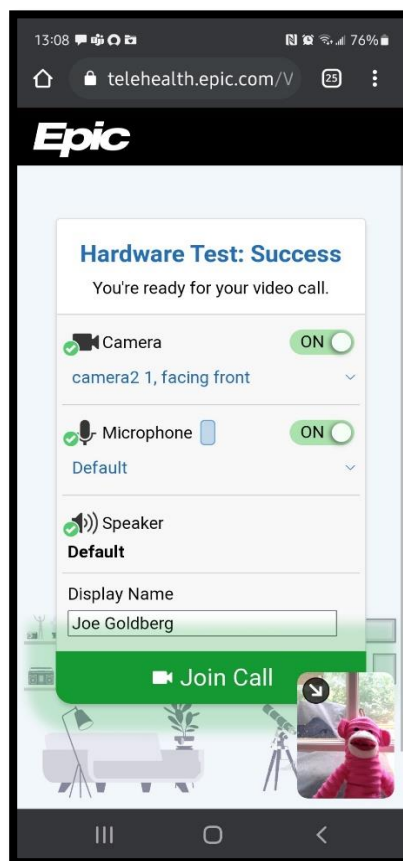 13:08 76%
telehealth.epic.com/V 25
Epic
Hardware Test: Success
You're ready for your video call.
Camera ON
camera2 1, facing front
Microphone ON
Default
Speaker
Default
Display Name
Joe Goldberg
Join Call